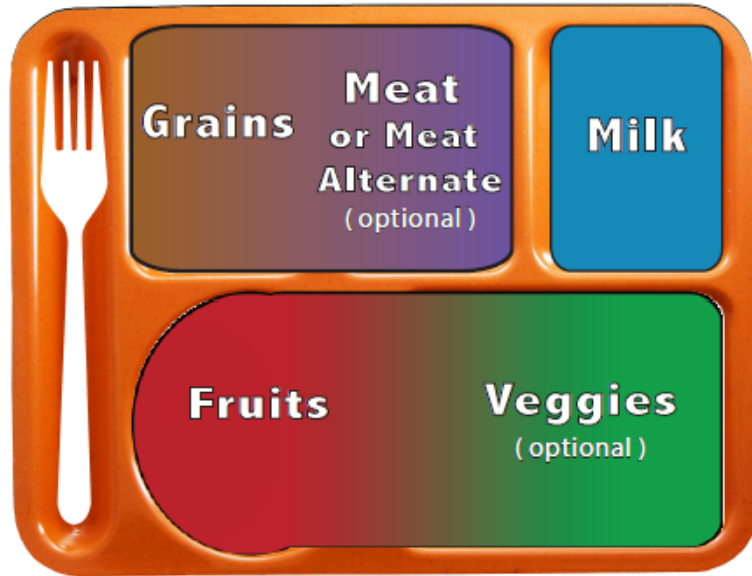 Grains
Meat
or Meat
Alternate
( optional )
Milk
Fruits
Veggies
( optional )